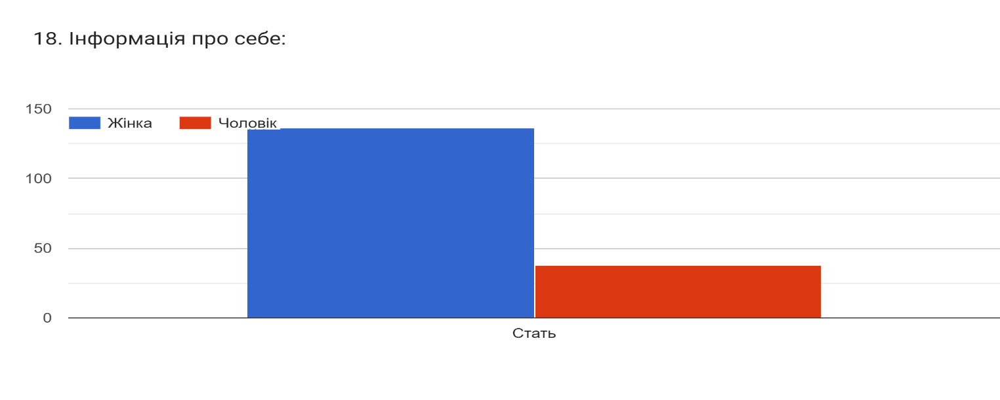 18. Інформація про себе:
150
Жінка Чоловік
100
50
0
Стать